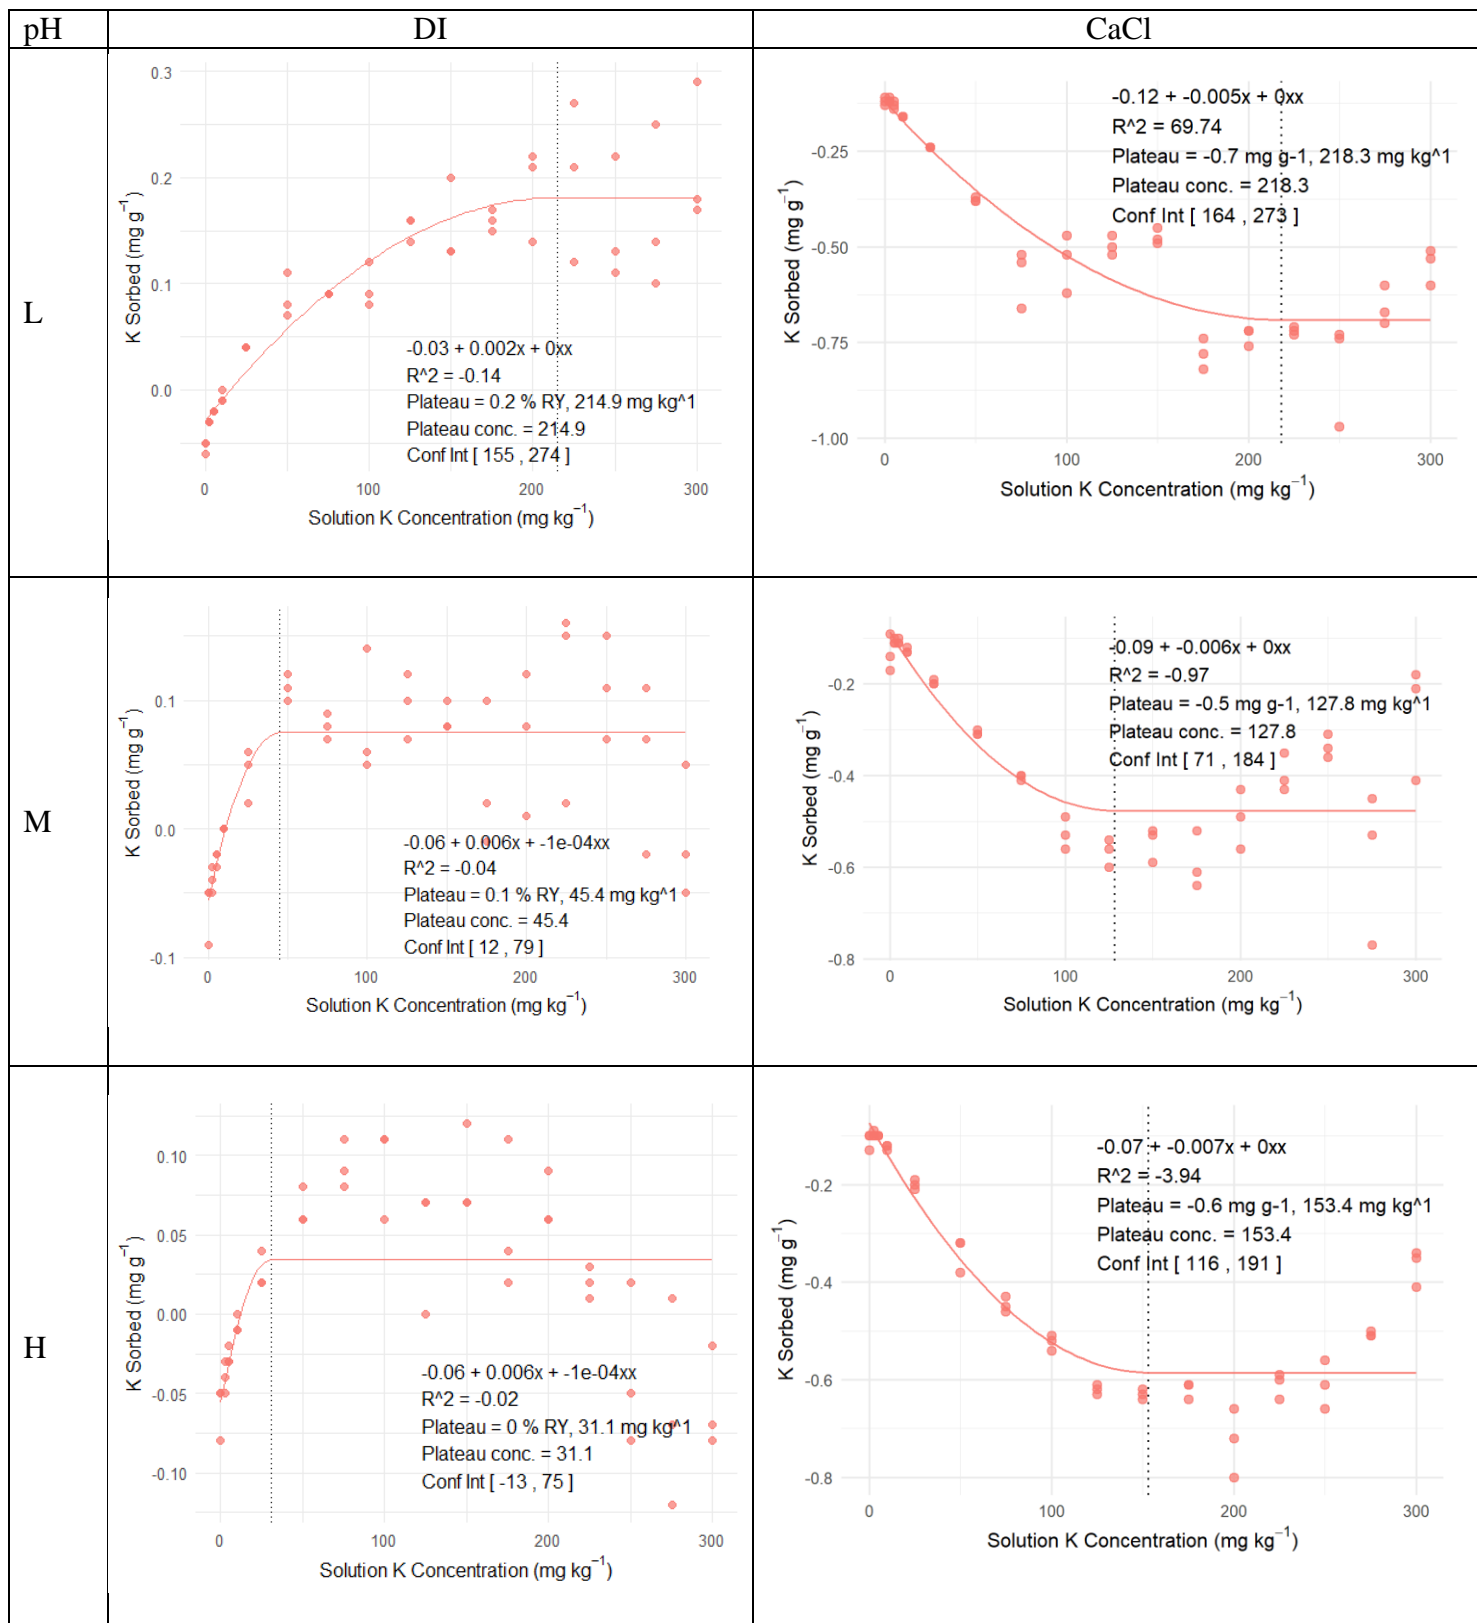 pH DI CaCl
L
0.3
0.2
0.1
0.0
K Sorbed (mg g⁻¹)
-0.03 + 0.002x + 0xx
R^2 = -0.14
Plateau = 0.2 % RY, 214.9 mg kg^1
Plateau conc. = 214.9
Conf Int [ 155 , 274 ]
0 100 200 300
Solution K Concentration (mg kg⁻¹)
-0.25
-0.50
-0.75
-1.00
K Sorbed (mg g⁻¹)
-0.12 + -0.005x + 0xx
R^2 = 69.74
Plateau = -0.7 mg g-1, 218.3 mg kg^1
Plateau conc. = 218.3
Conf Int [ 164 , 273 ]
0 100 200 300
Solution K Concentration (mg kg⁻¹)
M
0.1
0.0
-0.1
K Sorbed (mg g⁻¹)
-0.06 + 0.006x + -1e-04xx
R^2 = -0.04
Plateau = 0.1 % RY, 45.4 mg kg^1
Plateau conc. = 45.4
Conf Int [ 12 , 79 ]
0 100 200 300
Solution K Concentration (mg kg⁻¹)
-0.2
-0.4
-0.6
-0.8
K Sorbed (mg g⁻¹)
-0.09 + -0.006x + 0xx
R^2 = -0.97
Plateau = -0.5 mg g-1, 127.8 mg kg^1
Plateau conc. = 127.8
Conf Int [ 71 , 184 ]
0 100 200 300
Solution K Concentration (mg kg⁻¹)
H
0.10
0.05
0.00
-0.05
-0.10
K Sorbed (mg g⁻¹)
-0.06 + 0.006x + -1e-04xx
R^2 = -0.02
Plateau = 0 % RY, 31.1 mg kg^1
Plateau conc. = 31.1
Conf Int [ -13 , 75 ]
0 100 200 300
Solution K Concentration (mg kg⁻¹)
-0.2
-0.4
-0.6
-0.8
K Sorbed (mg g⁻¹)
-0.07 + -0.007x + 0xx
R^2 = -3.94
Plateau = -0.6 mg g-1, 153.4 mg kg^1
Plateau conc. = 153.4
Conf Int [ 116 , 191 ]
0 100 200 300
Solution K Concentration (mg kg⁻¹)